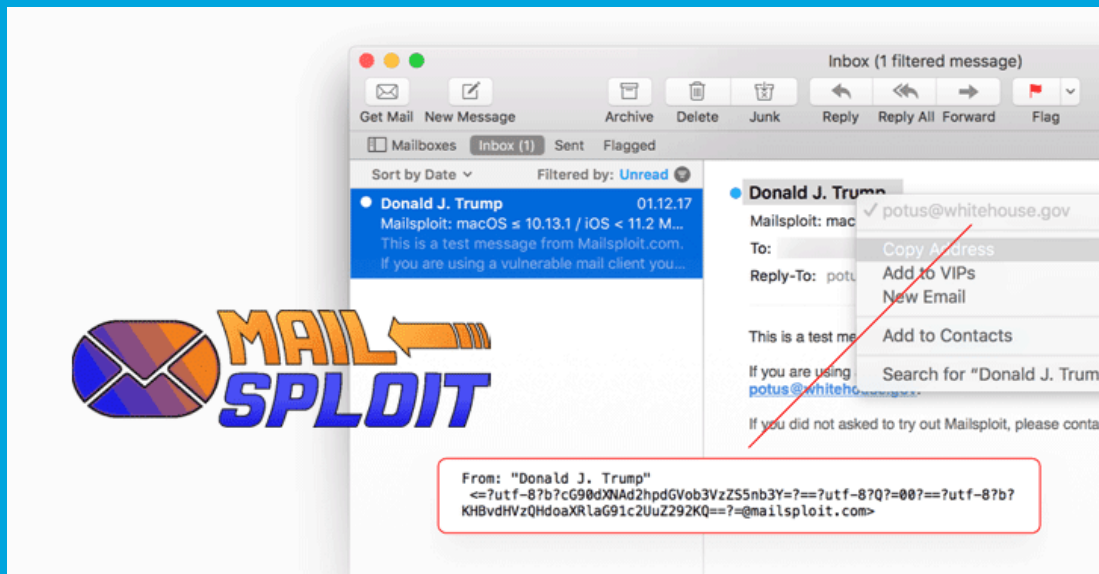 Inbox (1 filtered message)
Get Mail New Message Archive Delete Junk Reply Reply All Forward Flag
Mailboxes Inbox (1) Sent Flagged
Sort by Date Filtered by: Unread
Donald J. Trump 01.12.17
Mailsploit: macOS ≤ 10.13.1 / iOS < 11.2 M...
This is a test message from Mailsploit.com.
If you are using a vulnerable mail client you...
Donald J. Trump
Mailsploit: mac
To:
Reply-To: potu
This is a test me
If you are using
potus@whitehouse.gov.
If you did not asked to try out Mailsploit, please conta
potus@whitehouse.gov
Copy Address
Add to VIPs
New Email
Add to Contacts
Search for “Donald J. Trum
MAIL
SPLOIT
From: "Donald J. Trump"
<=?utf-8?b?cG90dXNAd2hpdGVob3VzZS5nb3Y=?==?utf-8?Q?=00?==?utf-8?b?
KHBvdHVzQHdoaXRlaG91c2UuZ292KQ==?=@mailsploit.com>